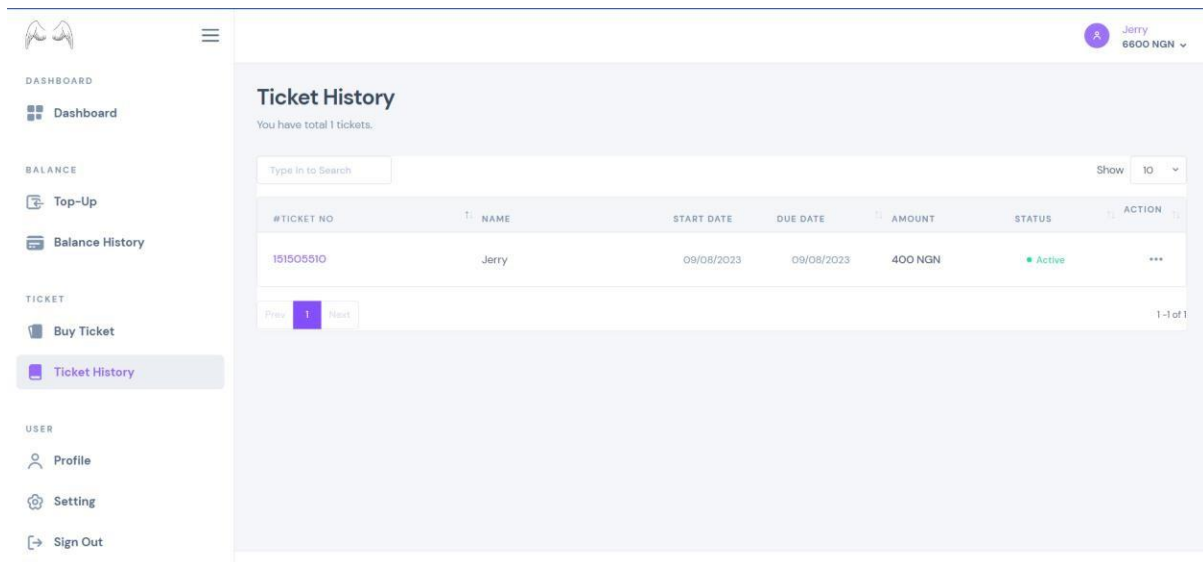 Jerry
6600 NGN
DASHBOARD
Dashboard
BALANCE
Top-Up
Balance History
TICKET
Buy Ticket
Ticket History
USER
Profile
Setting
Sign Out
Ticket History
You have total 1 tickets.
Type in to Search
Show 10
#TICKET NO NAME START DATE DUE DATE AMOUNT STATUS ACTION
151505510 Jerry 09/08/2023 09/08/2023 400 NGN Active
Prev 1 Next 1 -1 of 1